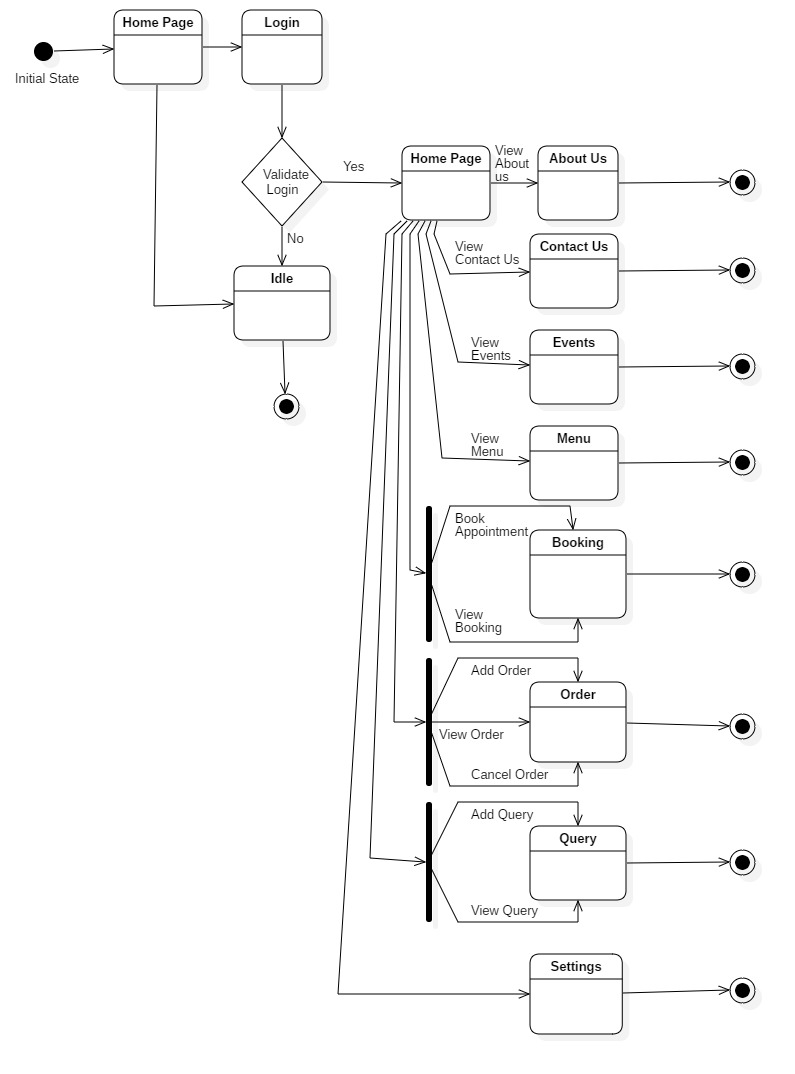 Home Page
Login
Initial State
Validate
Login
Yes
No
Idle
Home Page
View
About
us
About Us
View
Contact Us
Contact Us
View
Events
Events
View
Menu
Menu
Book
Appointment
Booking
View
Booking
Add Order
Order
View Order
Cancel Order
Add Query
Query
View Query
Settings